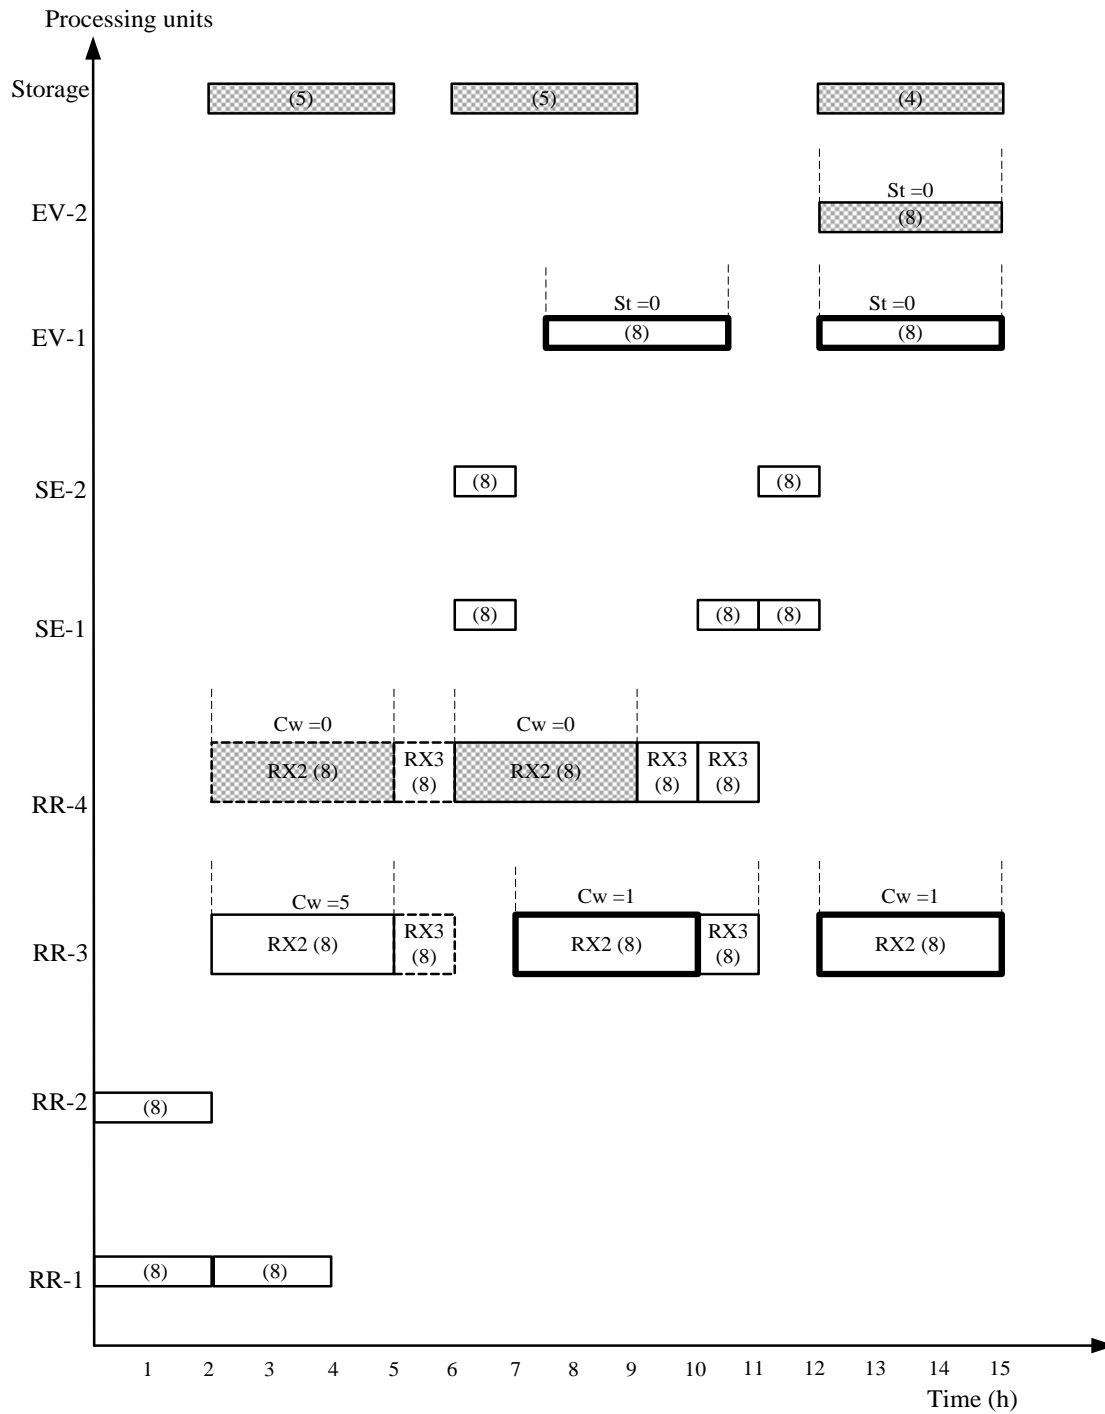 Processing units
Storage
(5)
(5)
(4)
St =0
EV-2
(8)
St =0
St =0
EV-1
(8)
(8)
SE-2
(8)
(8)
SE-1
(8)
(8)
(8)
Cw =0
Cw =0
RX2 (8)
RX3
(8)
RX2 (8)
RX3
(8)
RX3
(8)
RR-4
Cw =5
Cw =1
Cw =1
RX2 (8)
RX3
(8)
RX2 (8)
RX3
(8)
RX2 (8)
RR-3
RR-2
(8)
RR-1
(8)
(8)
1 2 3 4 5 6 7 8 9 10 11 12 13 14 15
Time (h)